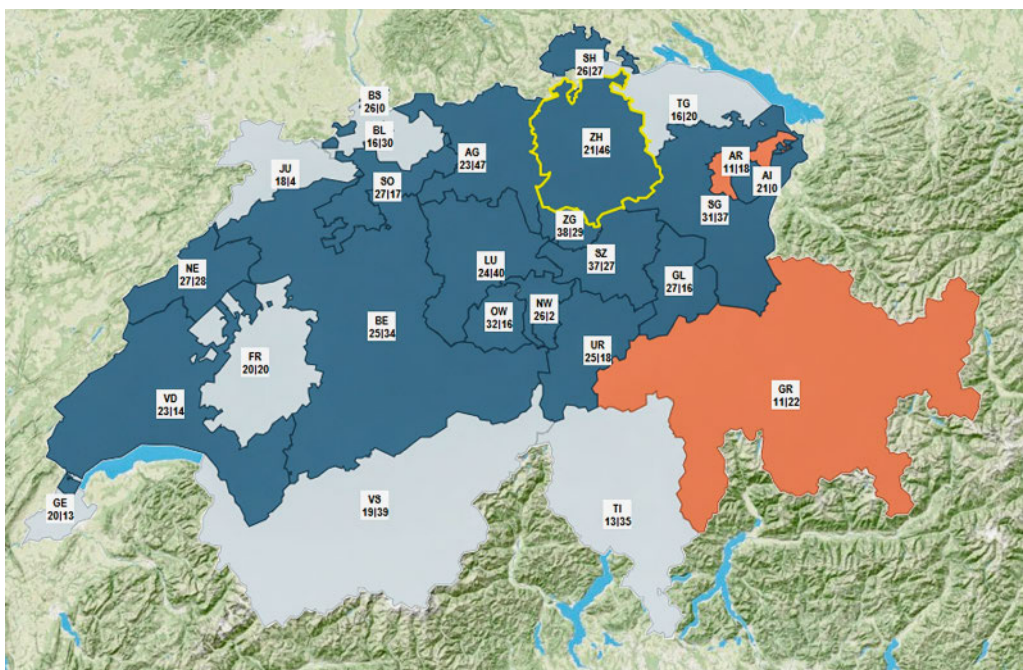 SH
26|27
BS
26|0
TG
16|20
BL
16|30
ZH
21|46
AG
23|47
AR
11|18
JU
18|4
AI
21|0
SO
27|17
SG
31|37
ZG
38|29
SZ
37|27
LU
24|40
NE
27|28
GL
27|16
NW
26|2
OW
32|16
BE
25|34
UR
25|18
FR
20|20
GR
11|22
VD
23|14
VS
19|39
GE
20|13
TI
13|35